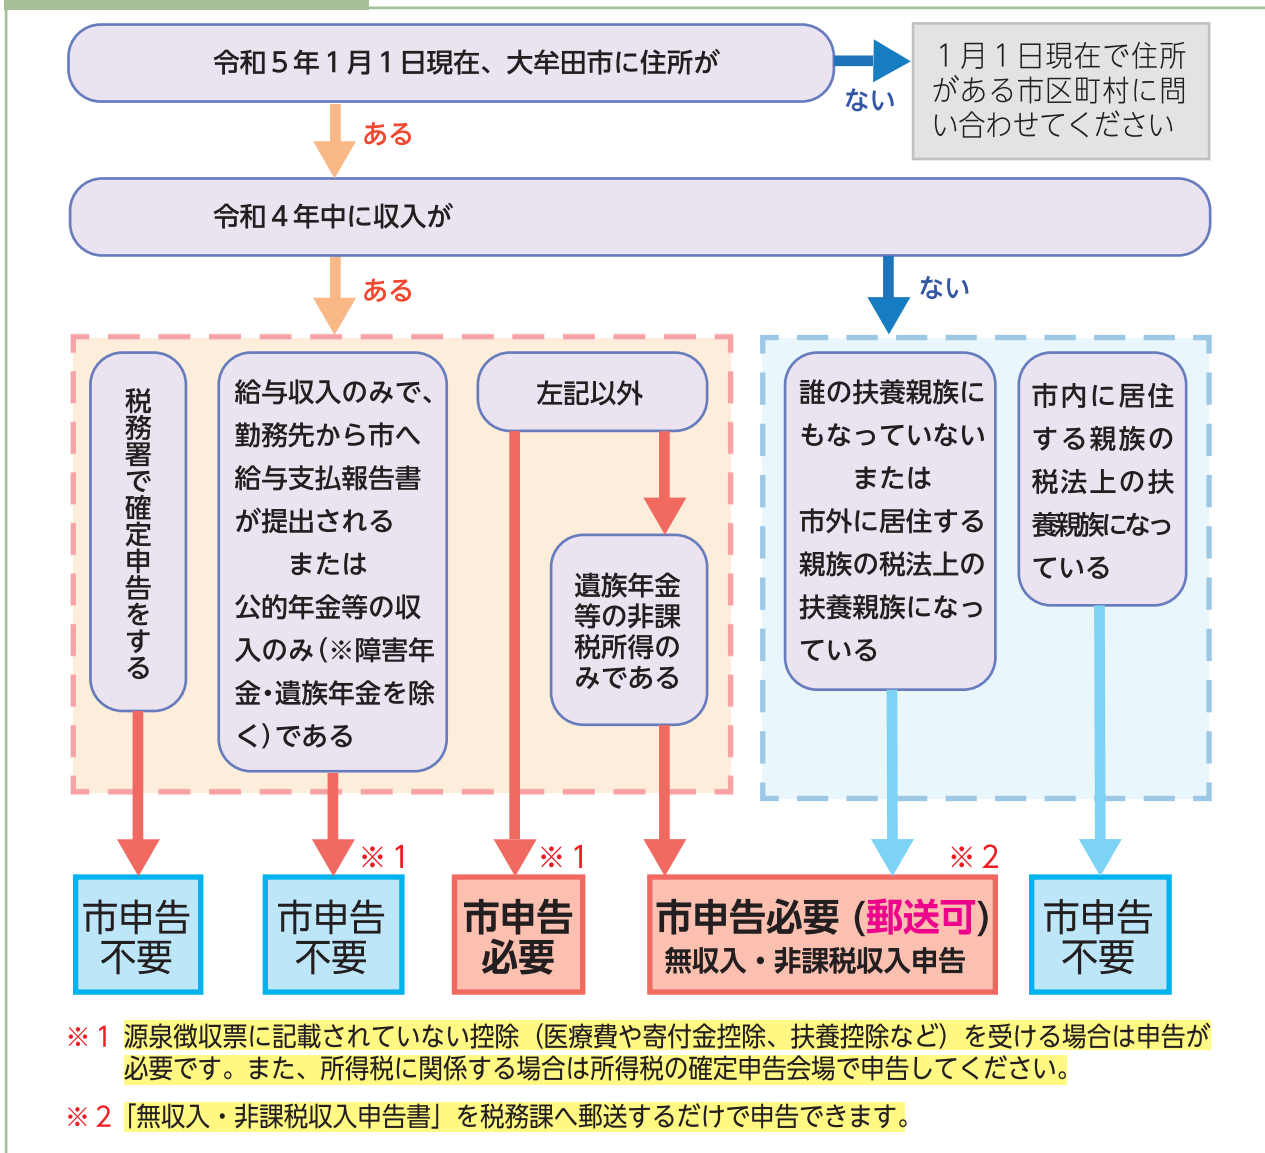 令和５年１月１日現在、大牟田市に住所が
ない
１月１日現在で住所
がある市区町村に問
い合わせてください
ある
令和４年中に収入が
ある
ない
税務署で確定申告をする
給与収入のみで、
勤務先から市へ
給与支払報告書
が提出される
または
公的年金等の収
入のみ（※障害年
金・遺族年金を除
く）である
左記以外
遺族年金
等の非課
税所得の
みである
誰の扶養親族に
もなっていない
または
市外に居住する
親族の税法上の
扶養親族になっ
ている
市内に居住
する親族の
税法上の扶
養親族になっ
ている
※１
※１
※２
市申告
不要
市申告
不要
市申告
必要
市申告必要（郵送可）
無収入・非課税収入申告
市申告
不要
※１ 源泉徴収票に記載されていない控除（医療費や寄付金控除、扶養控除など）を受ける場合は申告が
必要です。また、所得税に関係する場合は所得税の確定申告会場で申告してください。
※２ 「無収入・非課税収入申告書」を税務課へ郵送するだけで申告できます。